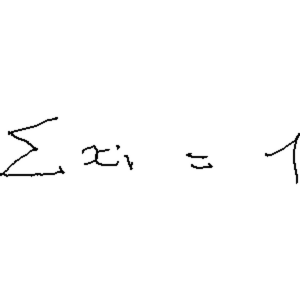 ∑ xᵢ = 1